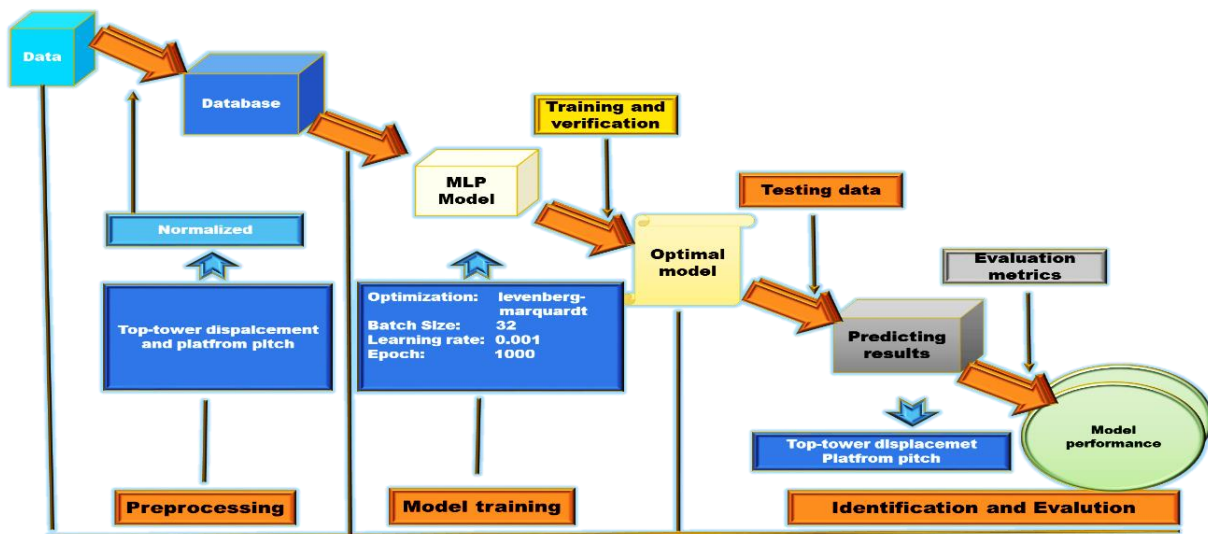 Data
Database
Training and
verification
MLP
Model
Testing data
Normalized
Optimal
model
Evaluation
metrics
Top-tower dispalcement
and platfrom pitch
Optimization: levenberg-
marquardt
Batch Size: 32
Learning rate: 0.001
Epoch: 1000
Predicting
results
Model
performance
Top-tower displacemet
Platfrom pitch
Preprocessing
Model training
Identification and Evalution